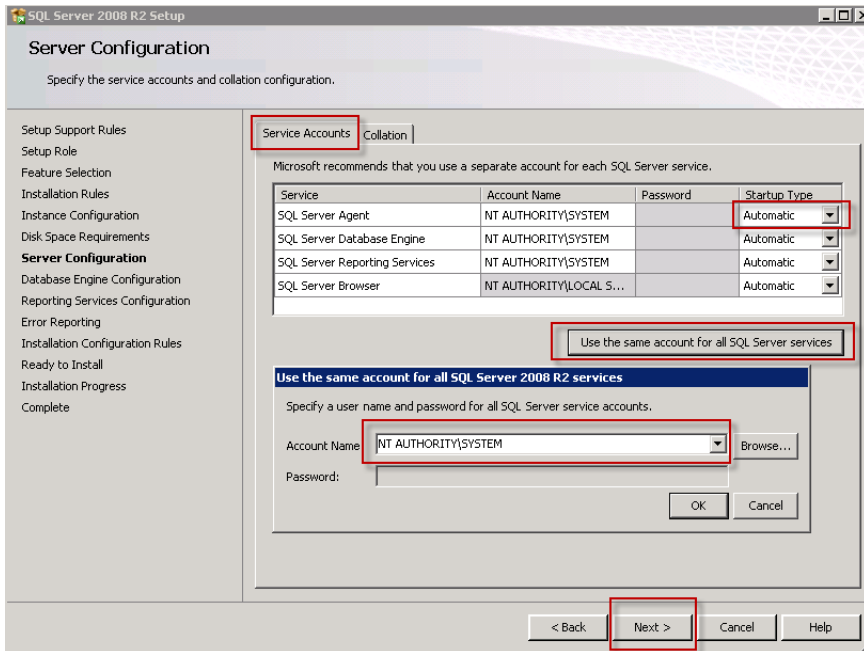 SQL Server 2008 R2 Setup
Server Configuration
Specify the service accounts and collation configuration.
Setup Support Rules
Setup Role
Feature Selection
Installation Rules
Instance Configuration
Disk Space Requirements
Server Configuration
Database Engine Configuration
Reporting Services Configuration
Error Reporting
Installation Configuration Rules
Ready to Install
Installation Progress
Complete
Service Accounts Collation
Microsoft recommends that you use a separate account for each SQL Server service.
Service Account Name Password Startup Type
SQL Server Agent NT AUTHORITY\SYSTEM Automatic
SQL Server Database Engine NT AUTHORITY\SYSTEM Automatic
SQL Server Reporting Services NT AUTHORITY\SYSTEM Automatic
SQL Server Browser NT AUTHORITY\LOCAL S... Automatic
Use the same account for all SQL Server services
Use the same account for all SQL Server 2008 R2 services
Specify a user name and password for all SQL Server service accounts.
Account Name NT AUTHORITY\SYSTEM Browse...
Password:
OK Cancel
< Back Next > Cancel Help